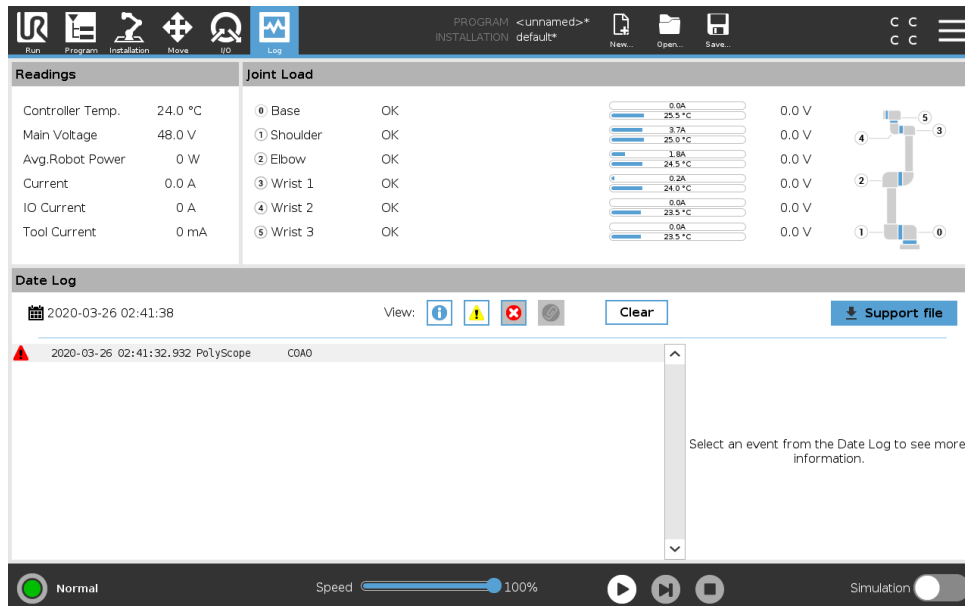 UR
PROGRAM <unnamed>*
INSTALLATION default*
C C
C C
Run Program Installation Move I/O Log New... Open... Save...
Readings
Joint Load
Controller Temp. 24.0 °C
Main Voltage 48.0 V
Avg.Robot Power 0 W
Current 0.0 A
IO Current 0 A
Tool Current 0 mA
0 Base OK 0.0A 25.5 °C 0.0 V
1 Shoulder OK 3.7A 25.0 °C 0.0 V
2 Elbow OK 1.8A 24.5 °C 0.0 V
3 Wrist 1 OK 0.2A 24.0 °C 0.0 V
4 Wrist 2 OK 0.0A 23.5 °C 0.0 V
5 Wrist 3 OK 0.0A 23.5 °C 0.0 V
5
4 3
2
1 0
Date Log
2020-03-26 02:41:38 View: Clear Support file
2020-03-26 02:41:32.932 PolyScope C0A0
Select an event from the Date Log to see more
information.
Normal Speed 100% Simulation